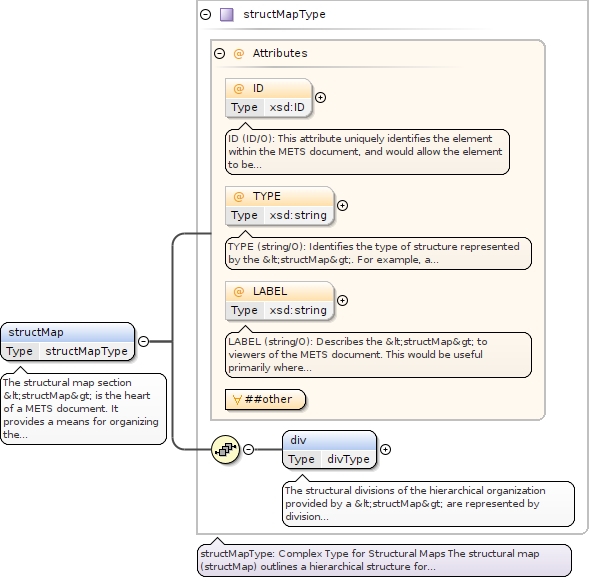 structMapType
@ Attributes
@ ID
Type xsd:ID
ID (ID/O): This attribute uniquely identifies the element
within the METS document, and would allow the element
to be...
@ TYPE
Type xsd:string
TYPE (string/O): Identifies the type of structure represented
by the &lt;structMap&gt;. For example, a...
@ LABEL
Type xsd:string
LABEL (string/O): Describes the &lt;structMap&gt; to
viewers of the METS document. This would be useful
primarily where...
##other
structMap
Type structMapType
The structural map section
&lt;structMap&gt; is the heart
of a METS document. It
provides a means for organizing
the...
div
Type divType
The structural divisions of the hierarchical organization
provided by a &lt;structMap&gt; are represented by
division...
structMapType: Complex Type for Structural Maps The structural map
(structMap) outlines a hierarchical structure for...